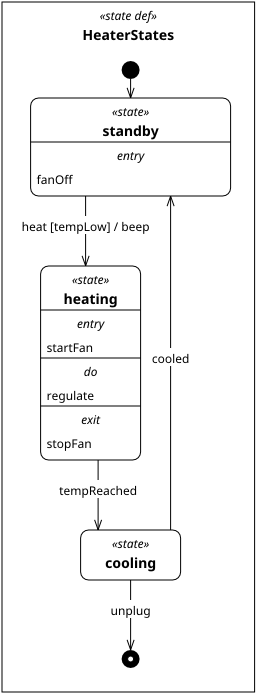 «state def»
HeaterStates
«state»
standby
entry
fanOff
heat [tempLow] / beep
«state»
heating
entry
startFan
do
regulate
exit
stopFan
cooled
tempReached
«state»
cooling
unplug